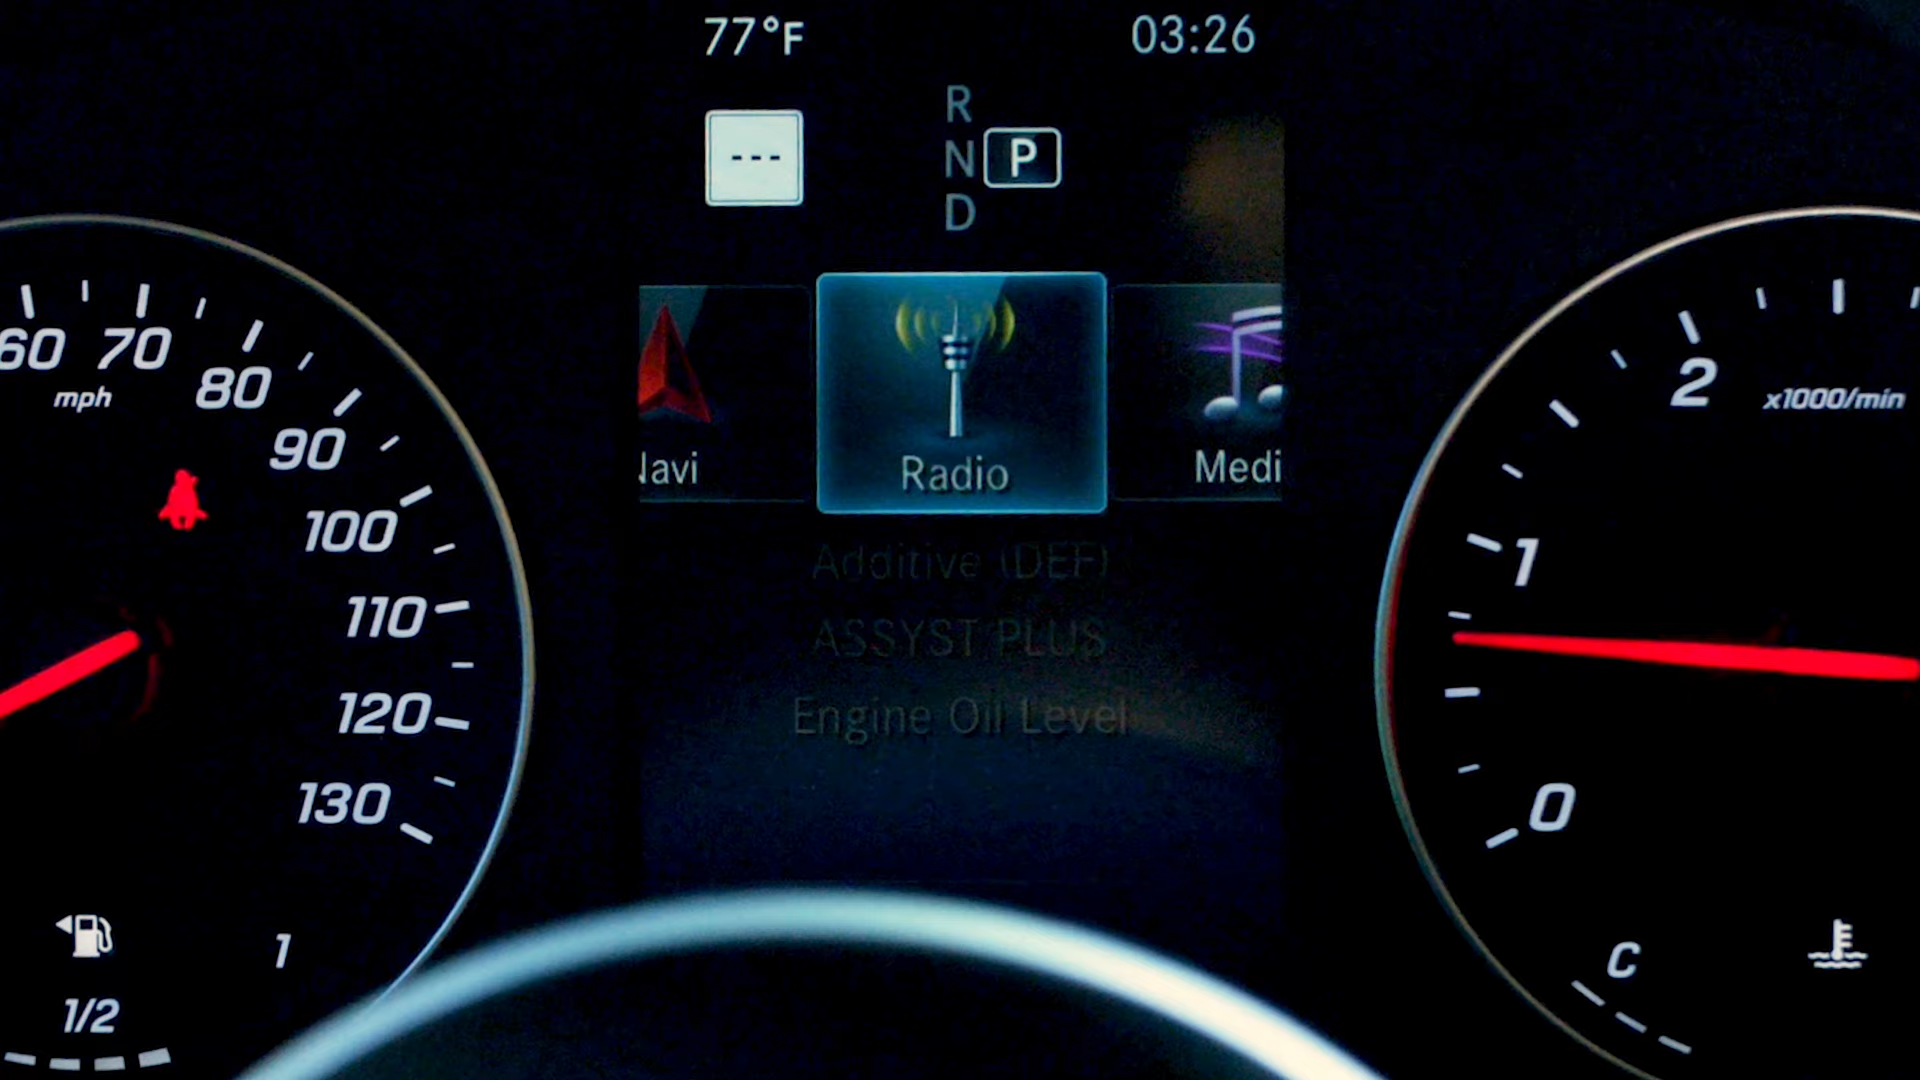 77°F 03:26
---
R
N P
D
60 70 80 90 100 110 120 130
mph
Navi Radio Medi
Additive (DEF)
ASSYST PLUS
Engine Oil Level
2 1 0
x1000/min
1/2 1
C